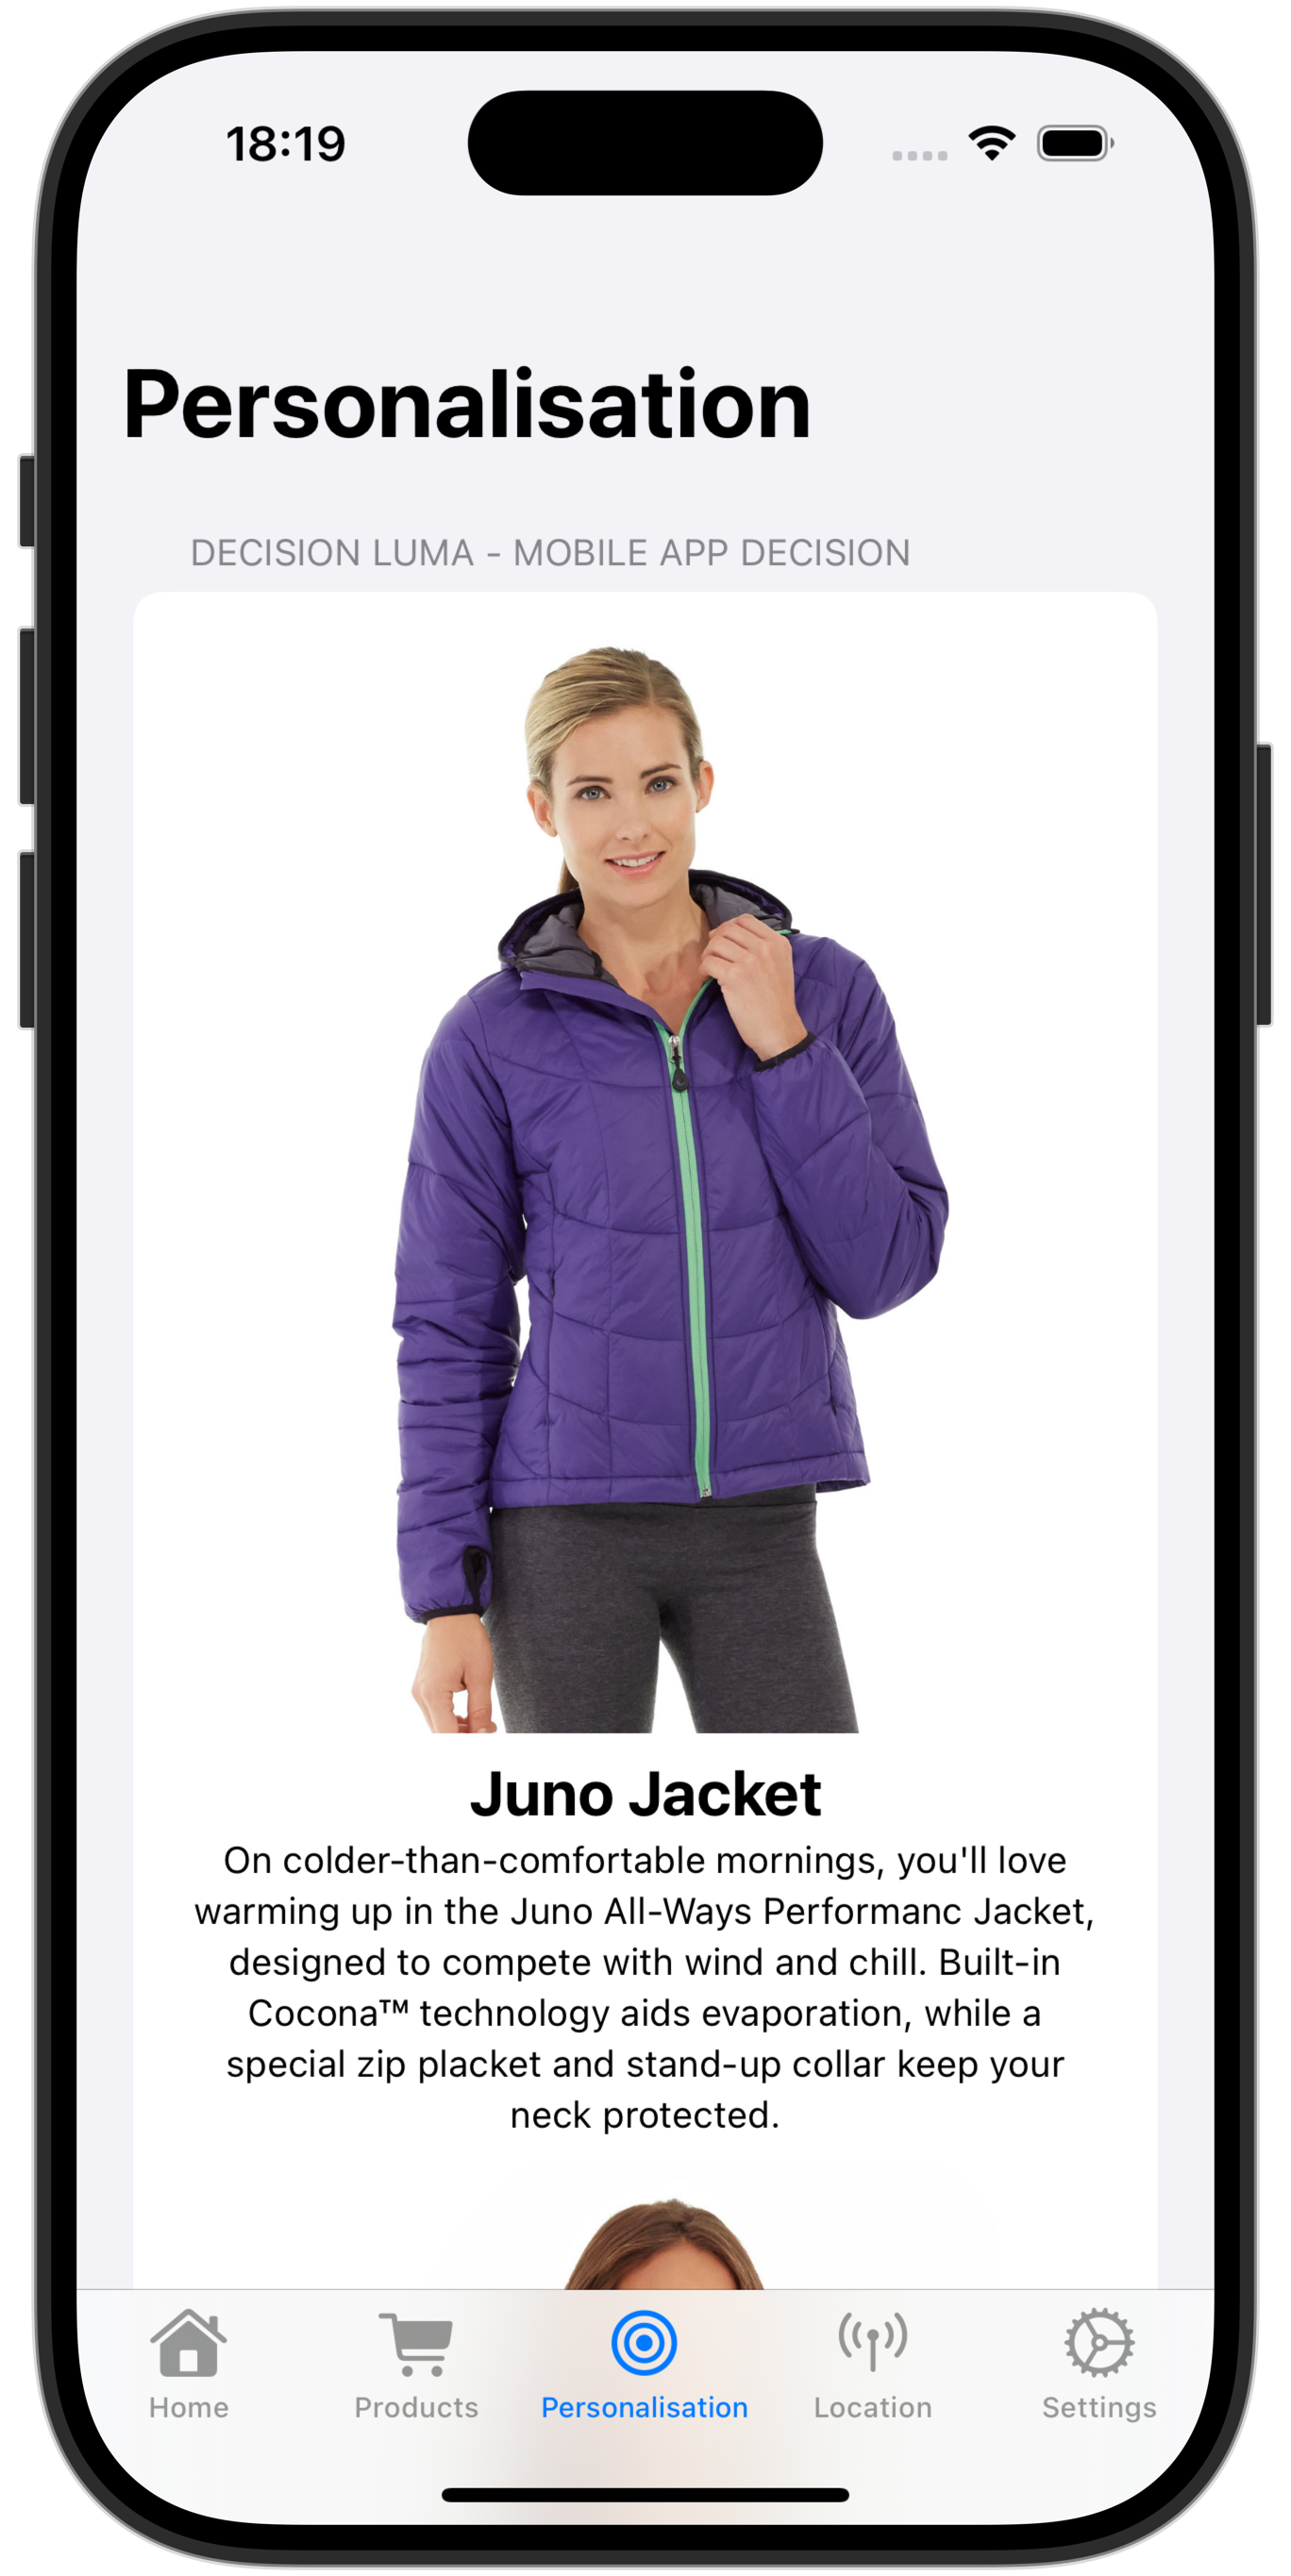 18:19
Personalisation
DECISION LUMA - MOBILE APP DECISION
Juno Jacket
On colder-than-comfortable mornings, you'll love
warming up in the Juno All-Ways Performanc Jacket,
designed to compete with wind and chill. Built-in
Cocona™ technology aids evaporation, while a
special zip placket and stand-up collar keep your
neck protected.
Home Products Personalisation Location Settings